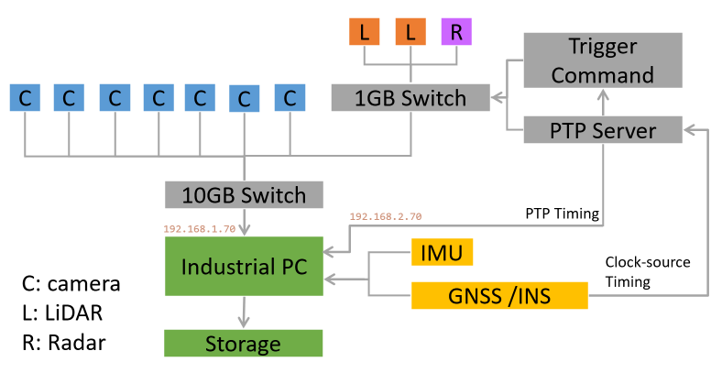 L L R
Trigger
Command
C C C C C C C
1GB Switch
PTP Server
10GB Switch
192.168.1.70
192.168.2.70
PTP Timing
Industrial PC
IMU
Clock-source
Timing
GNSS /INS
C: camera
L: LiDAR
R: Radar
Storage